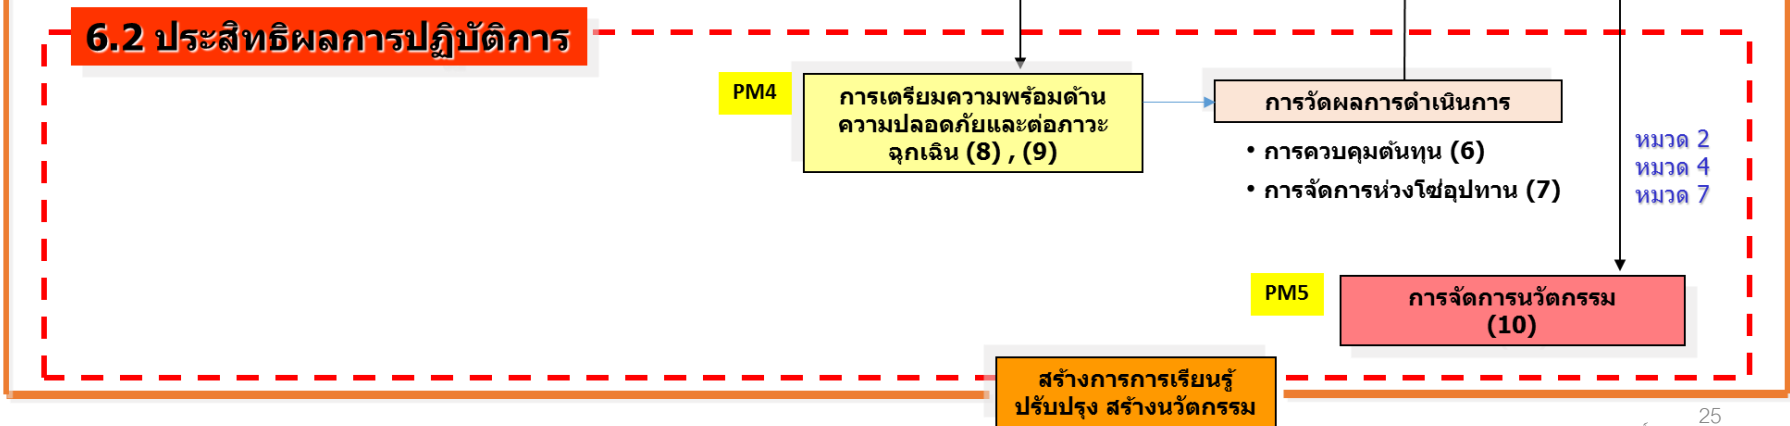 6.2 ประสิทธิผลการปฏิบัติการ
PM4
การเตรียมความพร้อมด้าน
ความปลอดภัยและต่อภาวะ
ฉุกเฉิน (8) , (9)
การวัดผลการดำเนินการ
• การควบคุมต้นทุน (6)
• การจัดการห่วงโซ่อุปทาน (7)
หมวด 2
หมวด 4
หมวด 7
PM5
การจัดการนวัตกรรม
(10)
สร้างการการเรียนรู้
ปรับปรุง สร้างนวัตกรรม
25